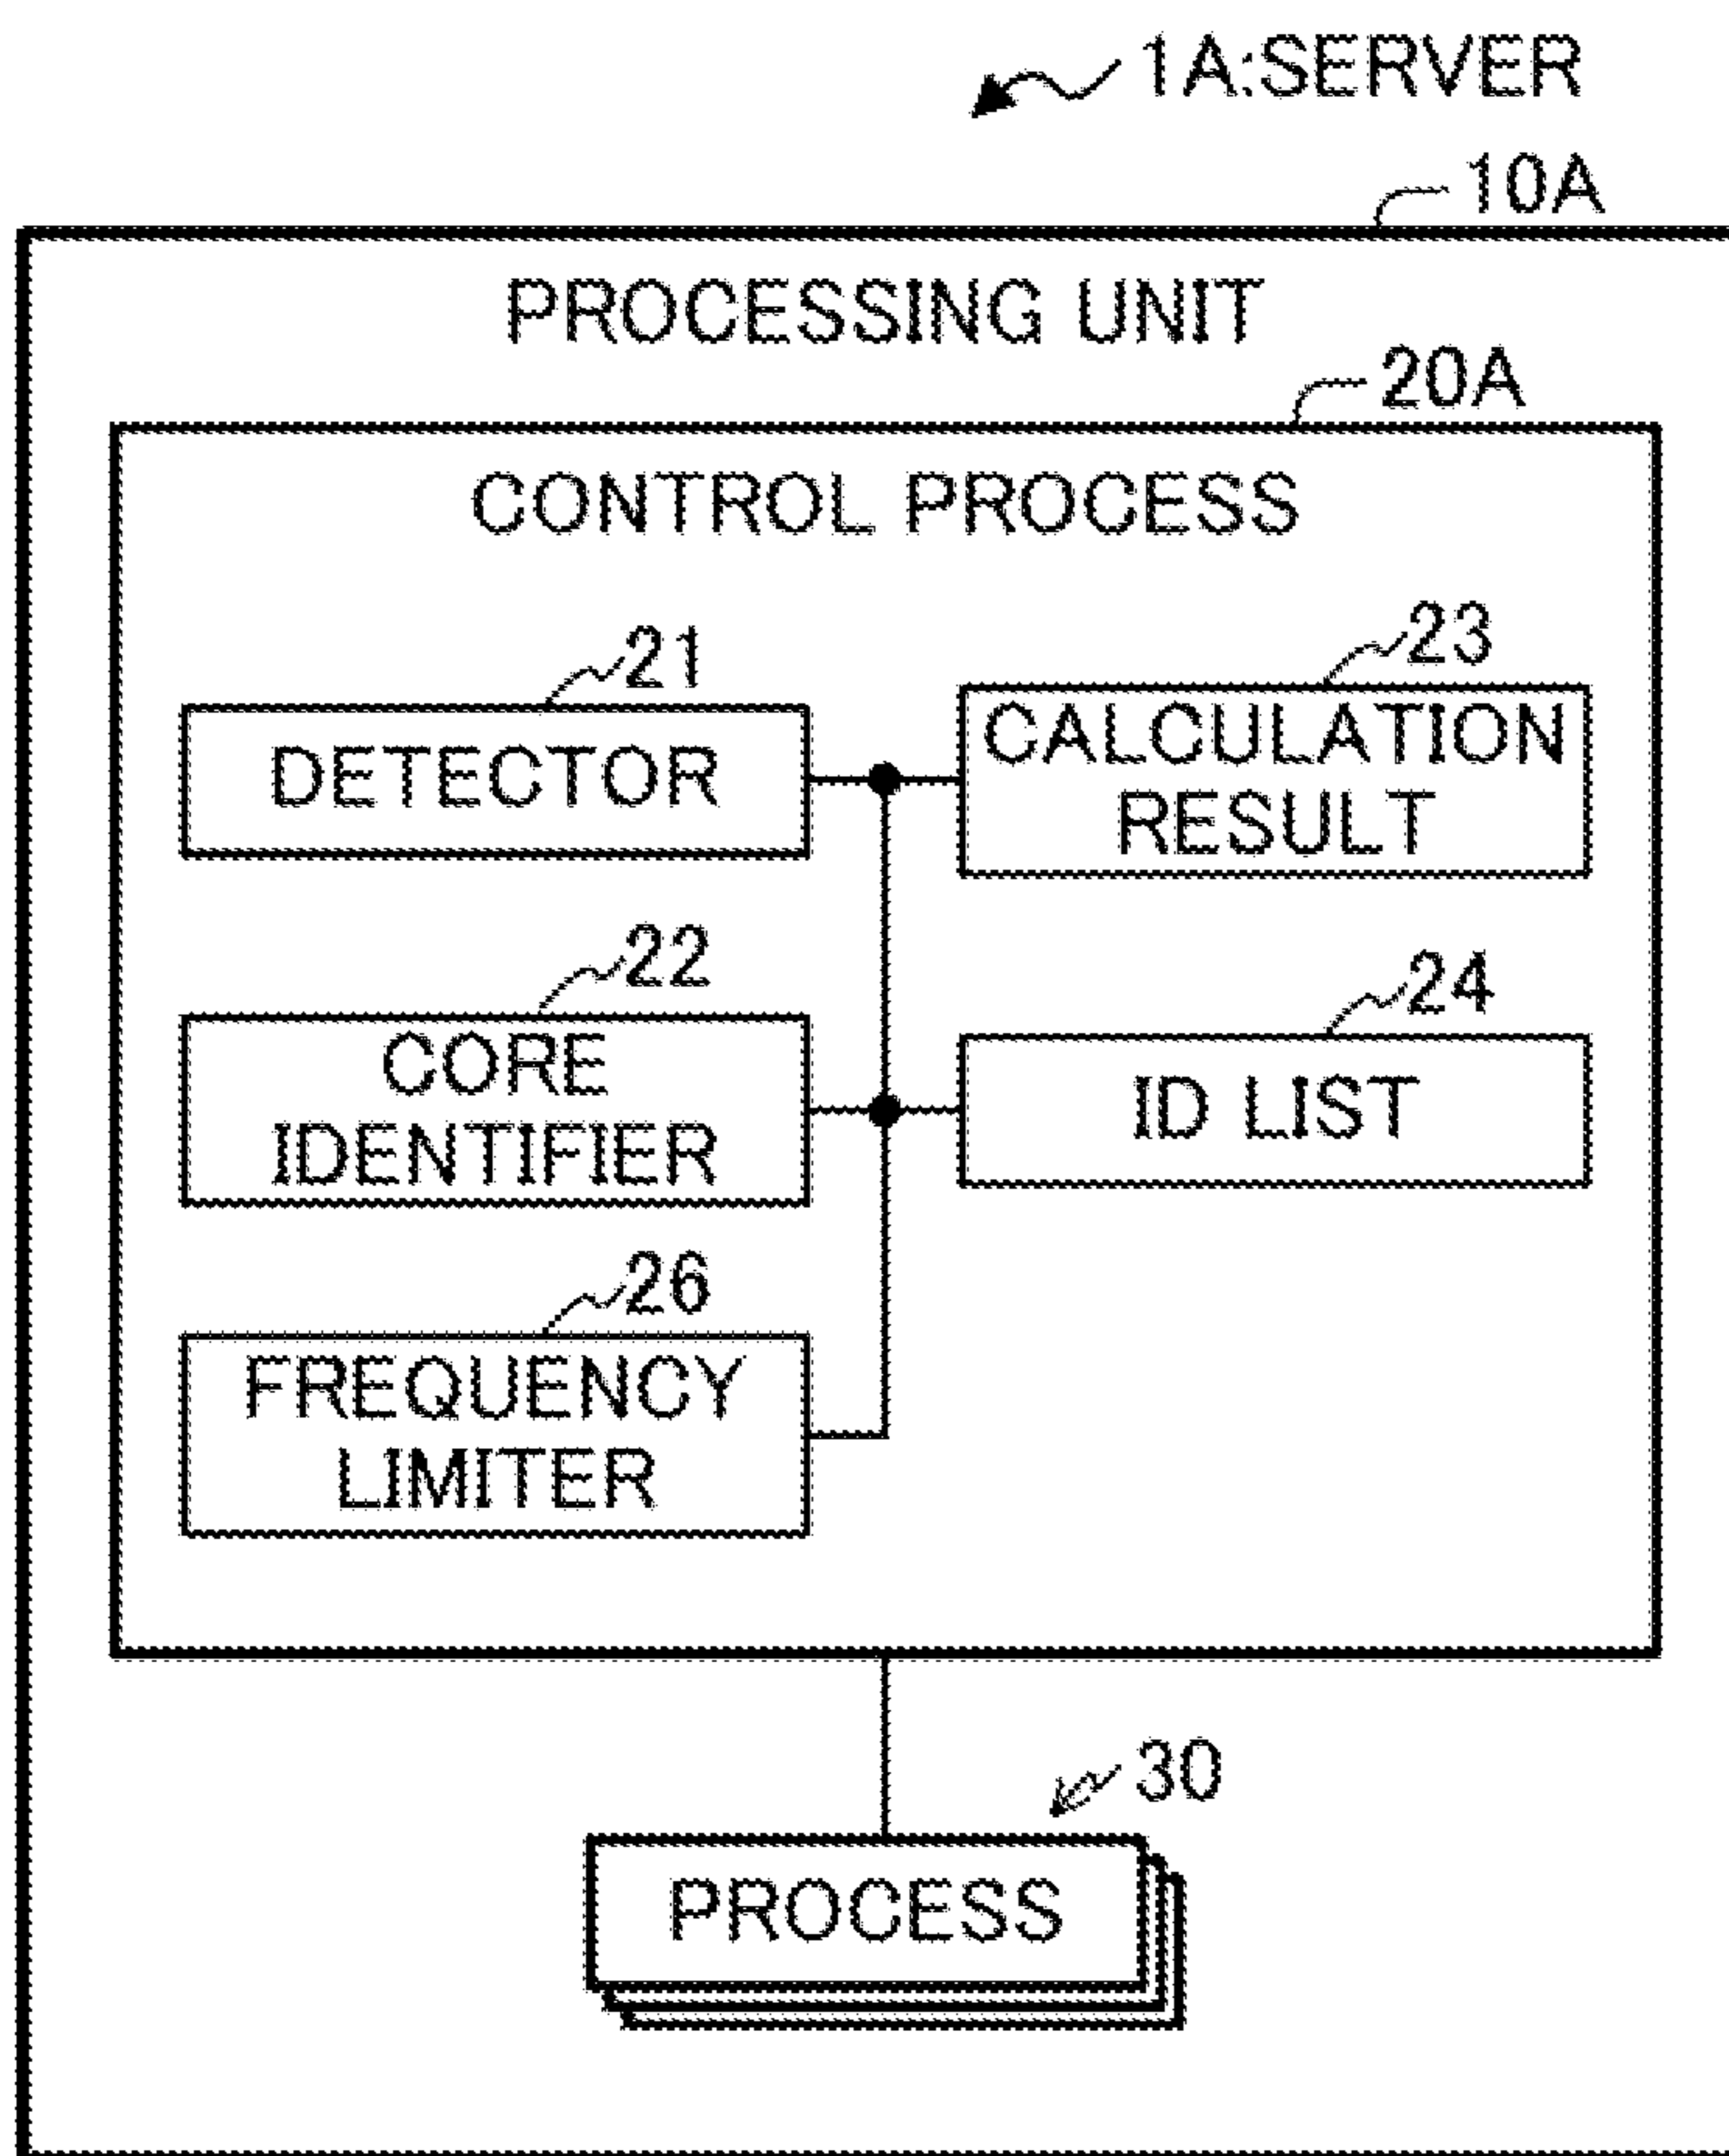 1A:SERVER
10A
PROCESSING UNIT
20A
CONTROL PROCESS
21
DETECTOR
23
CALCULATION
RESULT
22
CORE
IDENTIFIER
24
ID LIST
26
FREQUENCY
LIMITER
30
PROCESS